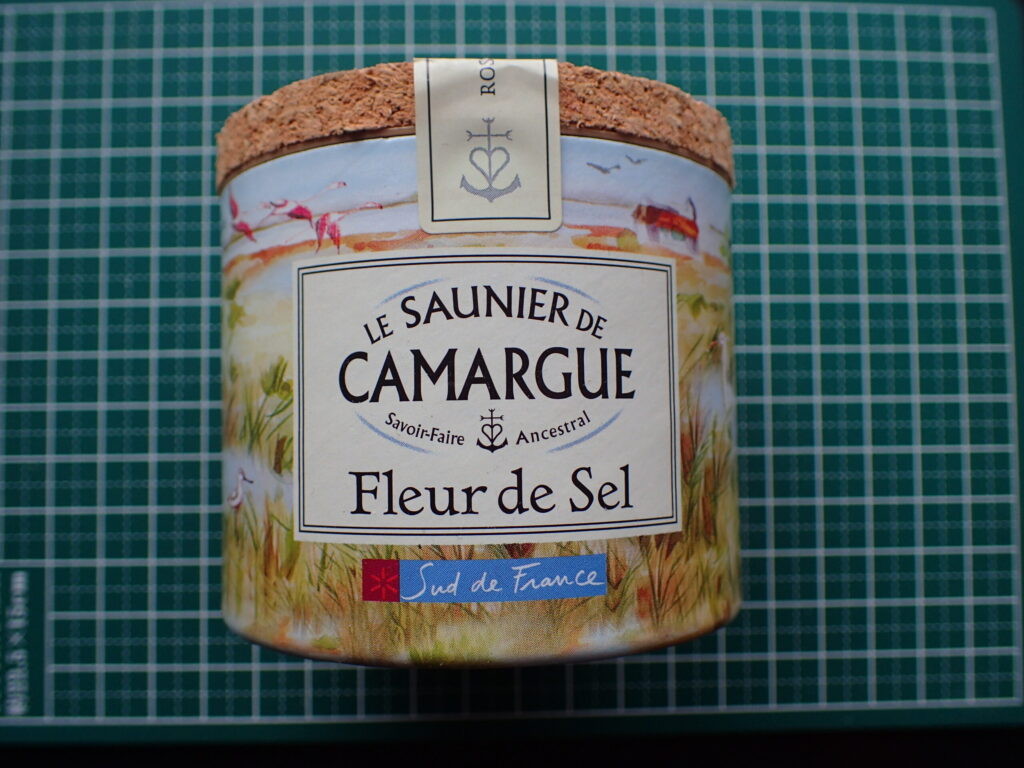 ROS
LE SAUNIER DE
CAMARGUE
Savoir-Faire Ancestral
Fleur de Sel
Sud de France